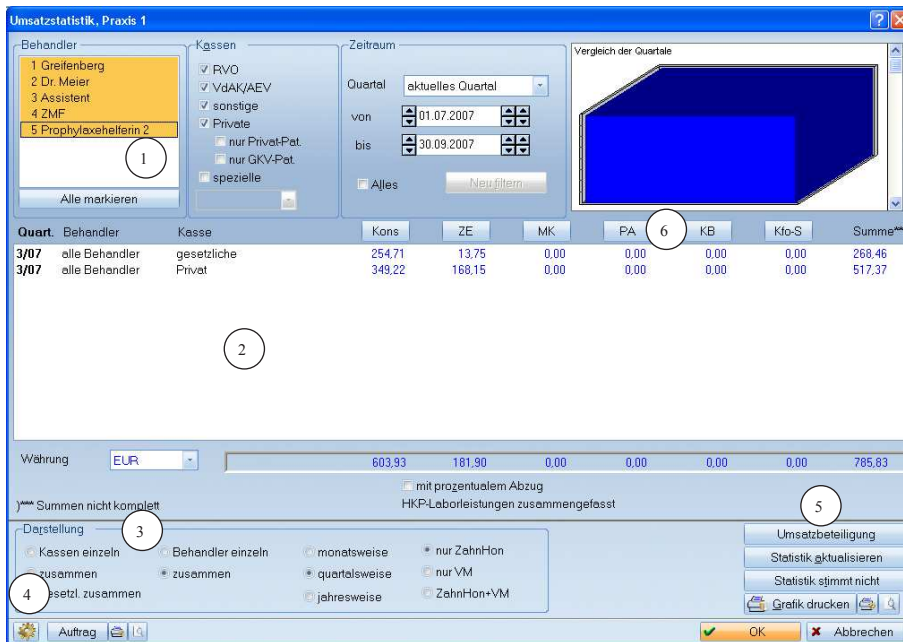 Umsatzstatistik, Praxis 1
Behandler
1 Greifenberg
2 Dr. Meier
3 Assistent
4 ZMF
5 Prophylaxehelferin 2
1
Alle markieren
Kassen
RVO
VdAK/AEV
sonstige
Private
nur Privat-Pat.
nur GKV-Pat.
spezielle
Zeitraum
Quartal aktuelles Quartal
von 01.07.2007
bis 30.09.2007
Alles Neu filtern
Vergleich der Quartale
6
Quart. Behandler Kasse Kons ZE MK PA KB Kfo-S Summe***
3/07 alle Behandler gesetzliche 254,71 13,75 0,00 0,00 0,00 0,00 268,46
3/07 alle Behandler Privat 349,22 168,15 0,00 0,00 0,00 0,00 517,37
2
Währung EUR 603,93 181,90 0,00 0,00 0,00 0,00 785,83
mit prozentualem Abzug
)*** Summen nicht komplett HKP-Laborleistungen zusammengefasst
Darstellung
3
Kassen einzeln Behandler einzeln monatsweise nur ZahnHon
zusammen zusammen quartalsweise nur VM
gesetzl. zusammen jahresweise ZahnHon+VM
4
5
Umsatzbeteiligung
Statistik aktualisieren
Statistik stimmt nicht
Grafik drucken
Auftrag OK Abbrechen